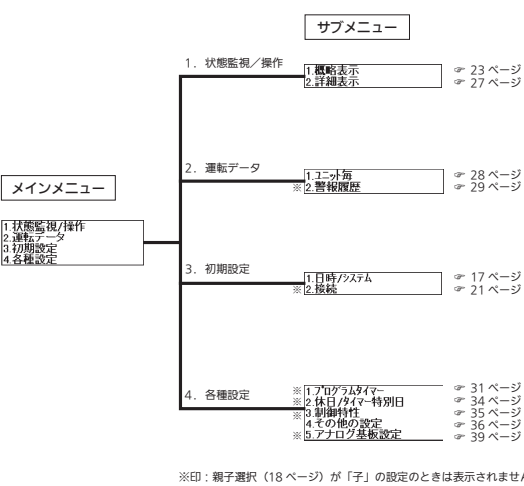 サブメニュー
1. 状態監視／操作
1.概略表示 ☞ 23 ページ
2.詳細表示 ☞ 27 ページ
2. 運転データ
1.ユニット毎 ☞ 28 ページ
※ 2.警報履歴 ☞ 29 ページ
メインメニュー
1.状態監視/操作
2.運転データ
3.初期設定
4.各種設定
3. 初期設定
1.日時/システム ☞ 17 ページ
※ 2.接続 ☞ 21 ページ
4. 各種設定
※ 1.プログラムタイマー ☞ 31 ページ
※ 2.休日/タイマー特別日 ☞ 34 ページ
※ 3.制御特性 ☞ 35 ページ
4.その他の設定 ☞ 36 ページ
※ 5.アナログ基板設定 ☞ 39 ページ
※印：親子選択（18 ページ）が「子」の設定のときは表示されませ